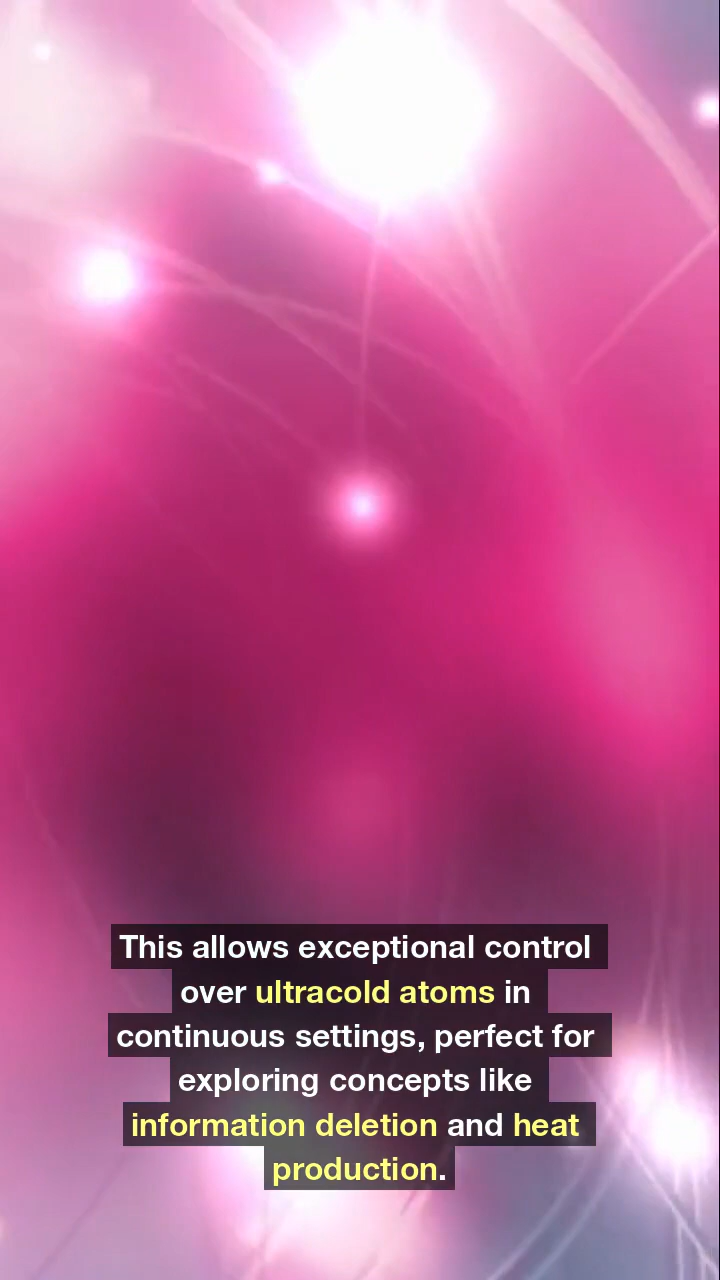 This allows exceptional control
over ultracold atoms in
continuous settings, perfect for
exploring concepts like
information deletion and heat
production.